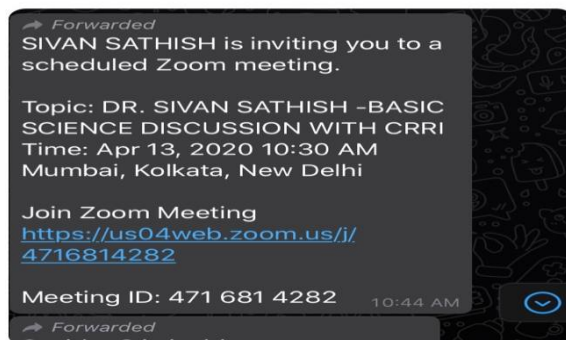 Forwarded
SIVAN SATHISH is inviting you to a
scheduled Zoom meeting.
Topic: DR. SIVAN SATHISH -BASIC
SCIENCE DISCUSSION WITH CRRI
Time: Apr 13, 2020 10:30 AM
Mumbai, Kolkata, New Delhi
Join Zoom Meeting
https://us04web.zoom.us/j/
4716814282
Meeting ID: 471 681 4282 10:44 AM
Forwarded